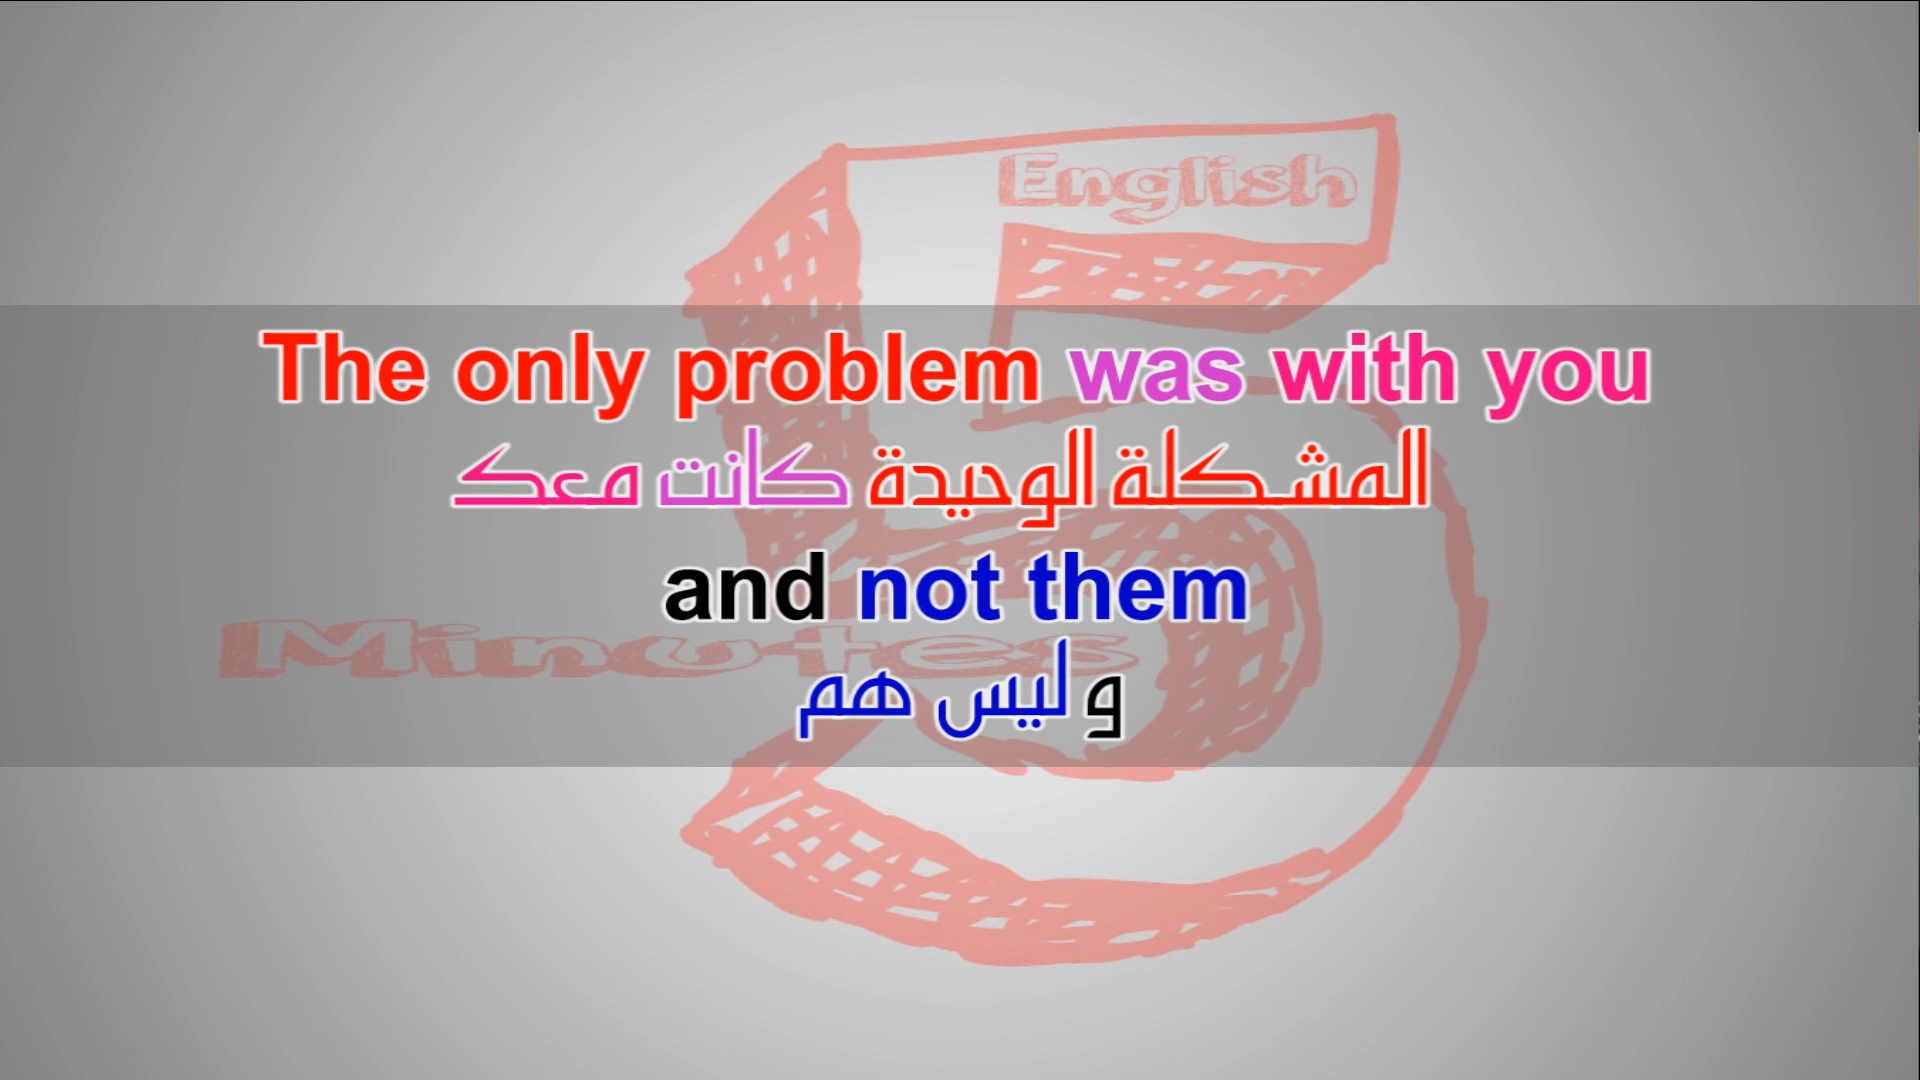 English
The only problem was with you
المشكلة الوحيدة كانت معك
and not them
Minutes
و ليس هم